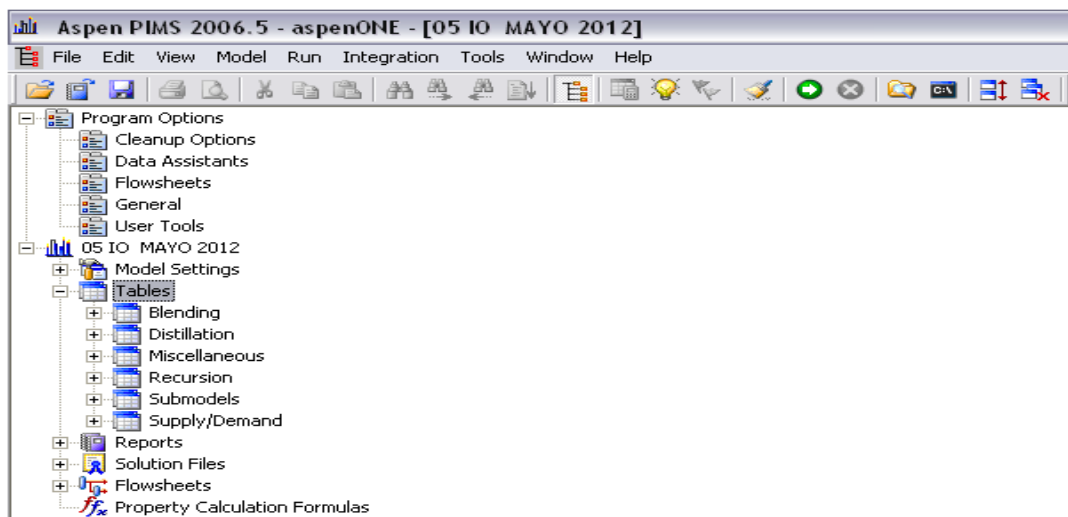 Aspen PIMS 2006.5 - aspenONE - [05 IO MAYO 2012]
File Edit View Model Run Integration Tools Window Help
Program Options
Cleanup Options
Data Assistants
Flowsheets
General
User Tools
05 IO MAYO 2012
Model Settings
Tables
Blending
Distillation
Miscellaneous
Recursion
Submodels
Supply/Demand
Reports
Solution Files
Flowsheets
Property Calculation Formulas